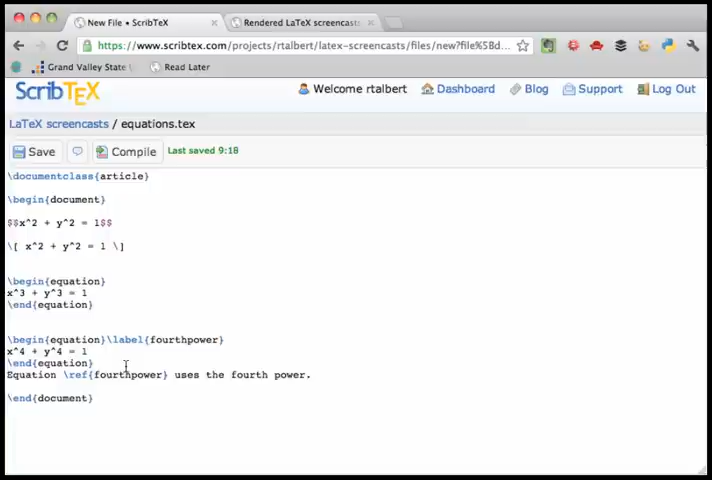 New File • ScribTeX
Rendered LaTeX screencasts
https://www.scribtex.com/projects/rtalbert/latex-screencasts/files/new?file%5Bd...
Grand Valley State
Read Later
ScribTEX
Welcome rtalbert
Dashboard
Blog
Support
Log Out
LaTeX screencasts / equations.tex
Save
Compile
Last saved 9:18
\documentclass{article}
\begin{document}
$$x^2 + y^2 = 1$$
\[ x^2 + y^2 = 1 \]
\begin{equation}
x^3 + y^3 = 1
\end{equation}
\begin{equation}\label{fourthpower}
x^4 + y^4 = 1
\end{equation}
Equation \ref{fourthpower} uses the fourth power.
\end{document}